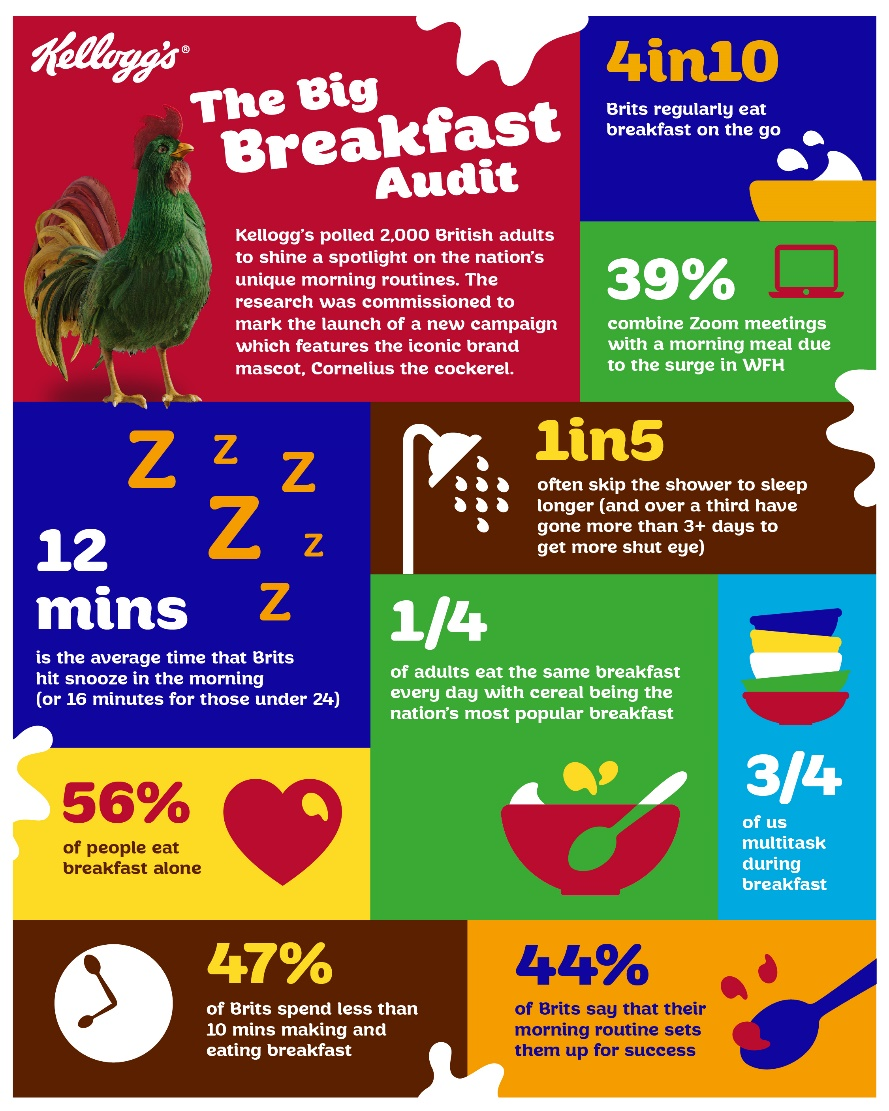 Kellogg's®
The Big
Breakfast
Audit
Kellogg's polled 2,000 British adults
to shine a spotlight on the nation's
unique morning routines. The
research was commissioned to
mark the launch of a new campaign
which features the iconic brand
mascot, Cornelius the cockerel.
4in10
Brits regularly eat
breakfast on the go
39%
combine Zoom meetings
with a morning meal due
to the surge in WFH
Z Z Z
Z Z
Z
12
mins
is the average time that Brits
hit snooze in the morning
(or 16 minutes for those under 24)
1in5
often skip the shower to sleep
longer (and over a third have
gone more than 3+ days to
get more shut eye)
1/4
of adults eat the same breakfast
every day with cereal being the
nation's most popular breakfast
3/4
of us
multitask
during
breakfast
56%
of people eat
breakfast alone
47%
of Brits spend less than
10 mins making and
eating breakfast
44%
of Brits say that their
morning routine sets
them up for success